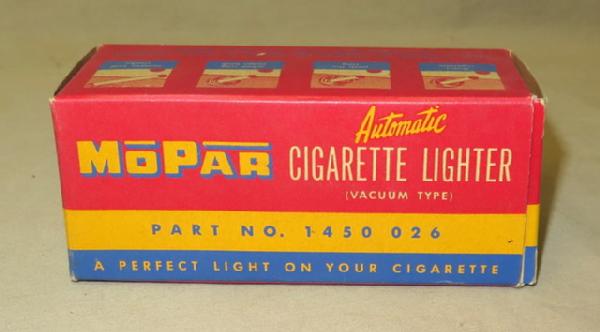 Automatic
MOPAR CIGARETTE LIGHTER
(VACUUM TYPE)
PART NO. 1450 026
A PERFECT LIGHT ON YOUR CIGARETTE